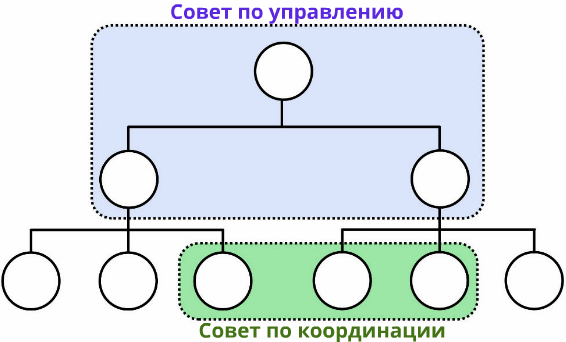 Совет по управлению
Совет по координации